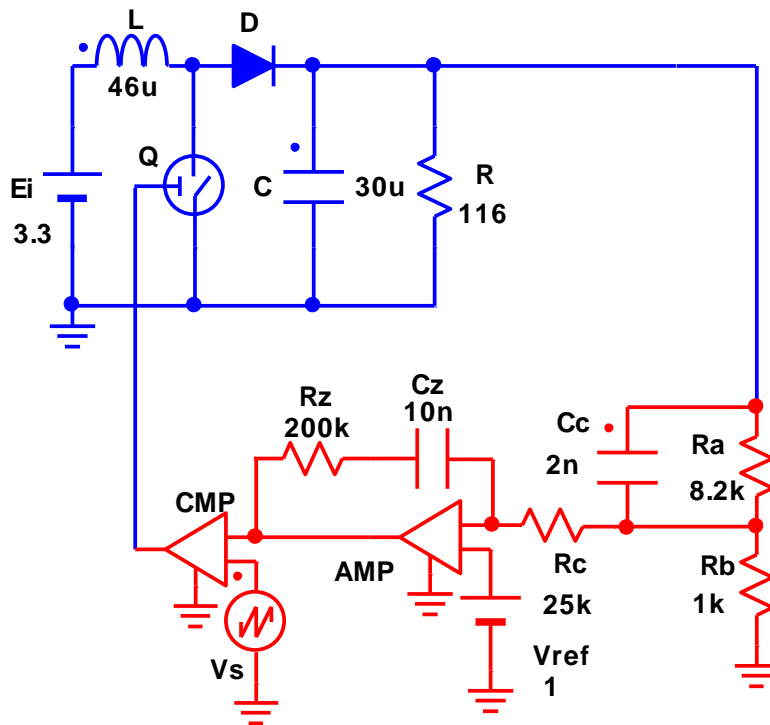 L
D
46u
Q
Ei
C
30u
R
116
3.3
Rz
200k
Cz
10n
Cc
2n
Ra
8.2k
CMP
AMP
Rc
25k
Rb
1k
Vs
Vref
1